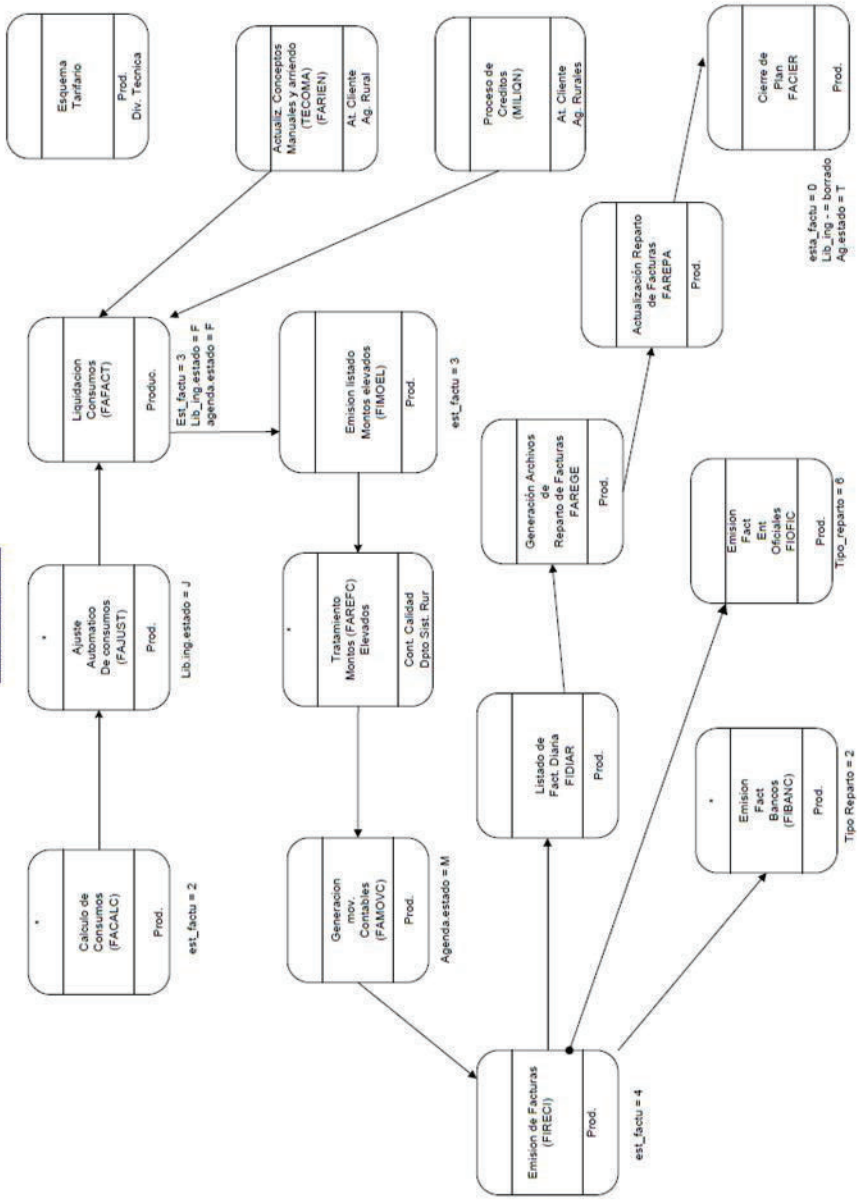 *
Calculo de
Consumos
(FACALC)
Prod.
est_factu = 2
*
Ajuste
Automatico
De consumos
(FAJUST)
Prod.
Lib.ing.estado = J
Liquidacion
Consumos
(FAFACT)
Produc.
Est_factu = 3
Lib_ing.estado = F
agenda.estado = F
Esquema
Tarifario
Prod.
Div. Tecnica
Actualiz. Conceptos
Manuales y arriendo
(TECOMA)
(FARIEN)
At. Cliente
Ag. Rural
Proceso de
Creditos
(MILIQN)
At. Cliente
Ag. Rurales
Emision listado
Montos elevados
(FIMOEL)
Prod.
est_factu = 3
*
Tratamiento
Montos (FAREFC)
Elevados
Cont. Calidad
Dpto Sist. Rur
Generacion
mov.
Contables
(FAMOVC)
Prod.
Agenda.estado = M
Emision de Facturas
(FIRECI)
Prod.
est_factu = 4
Listado de
Fact. Diaria
FIDIAR
Prod.
Generación Archivos
de
Reparto de Facturas
FAREGE
Prod.
Actualización Reparto
de Facturas
FAREPA
Prod.
Cierre de
Plan
FACIER
Prod.
esta_factu = 0
Lib_ing - = borrado
Ag.estado = T
*
Emision
Fact
Bancos
(FIBANC)
Prod.
Tipo Reparto = 2
Emision
Fact
Ent
Oficiales
FIOFIC
Prod.
Tipo_reparto = 6